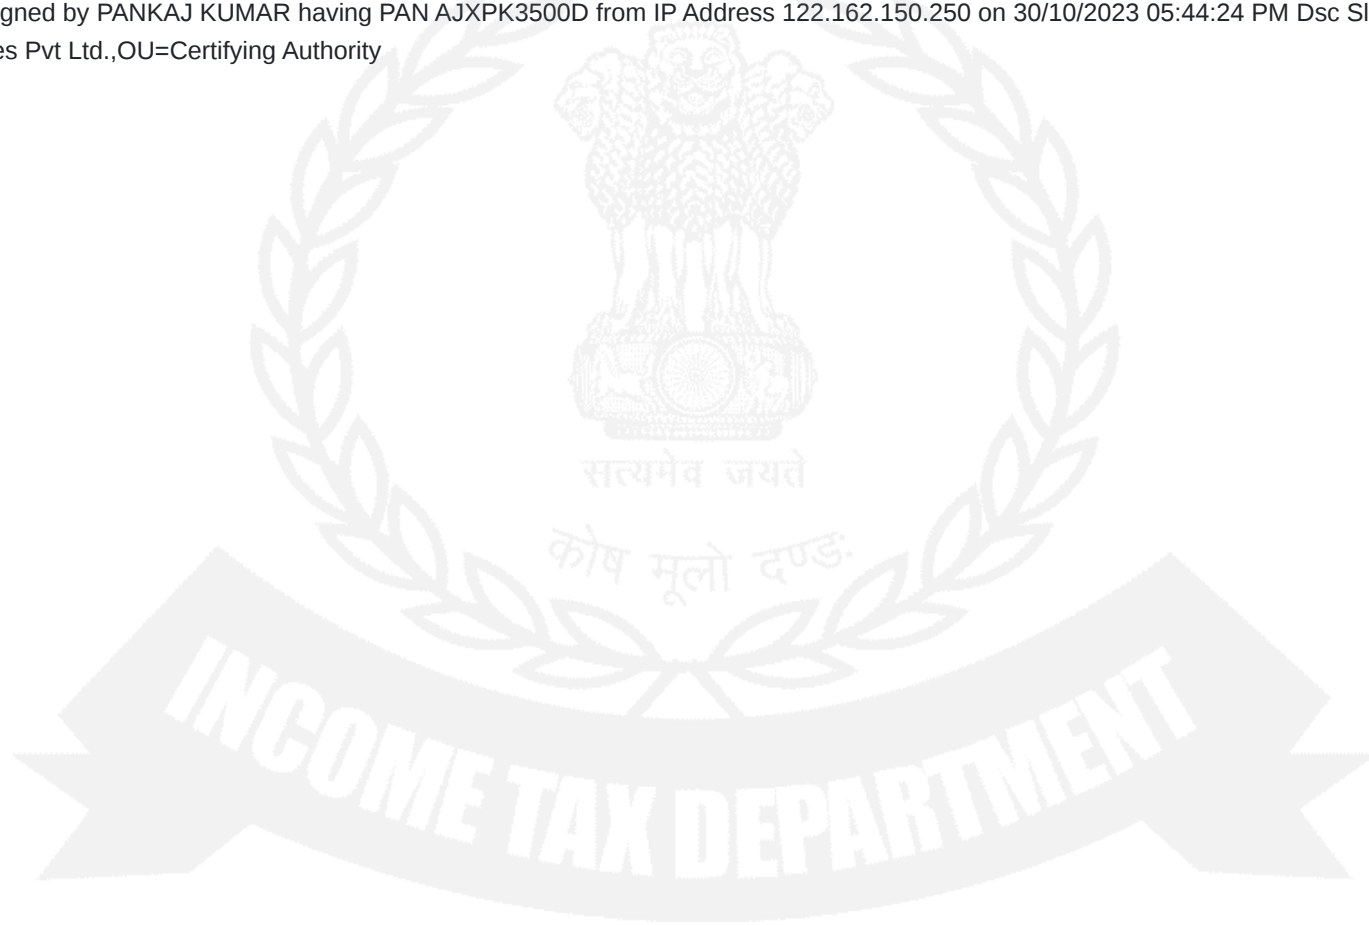 gned by PANKAJ KUMAR having PAN AJXPK3500D from IP Address 122.162.150.250 on 30/10/2023 05:44:24 PM Dsc Sl
es Pvt Ltd.,OU=Certifying Authority
सत्यमेव जयते
कोष मूलो दण्डः
INCOME TAX DEPARTMENT